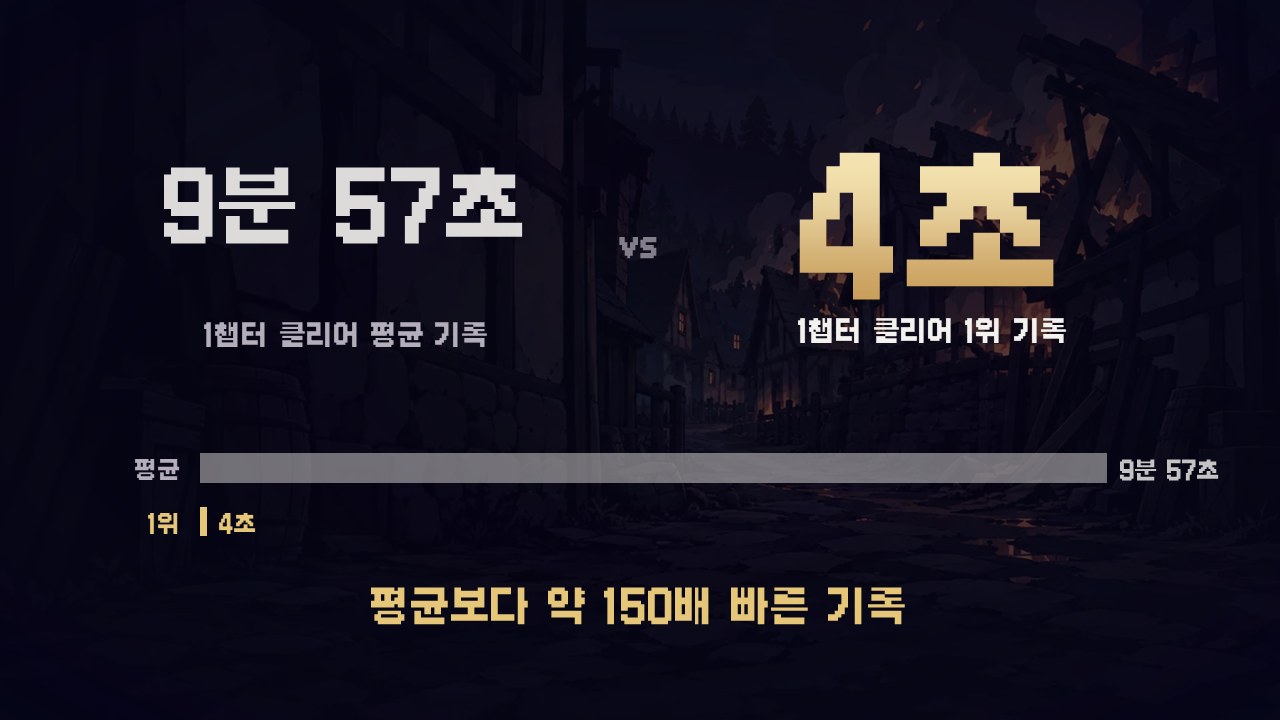 9분 57초
vs
4초
1챕터 클리어 평균 기록
1챕터 클리어 1위 기록
평균 9분 57초
1위 4초
평균보다 약 150배 빠른 기록